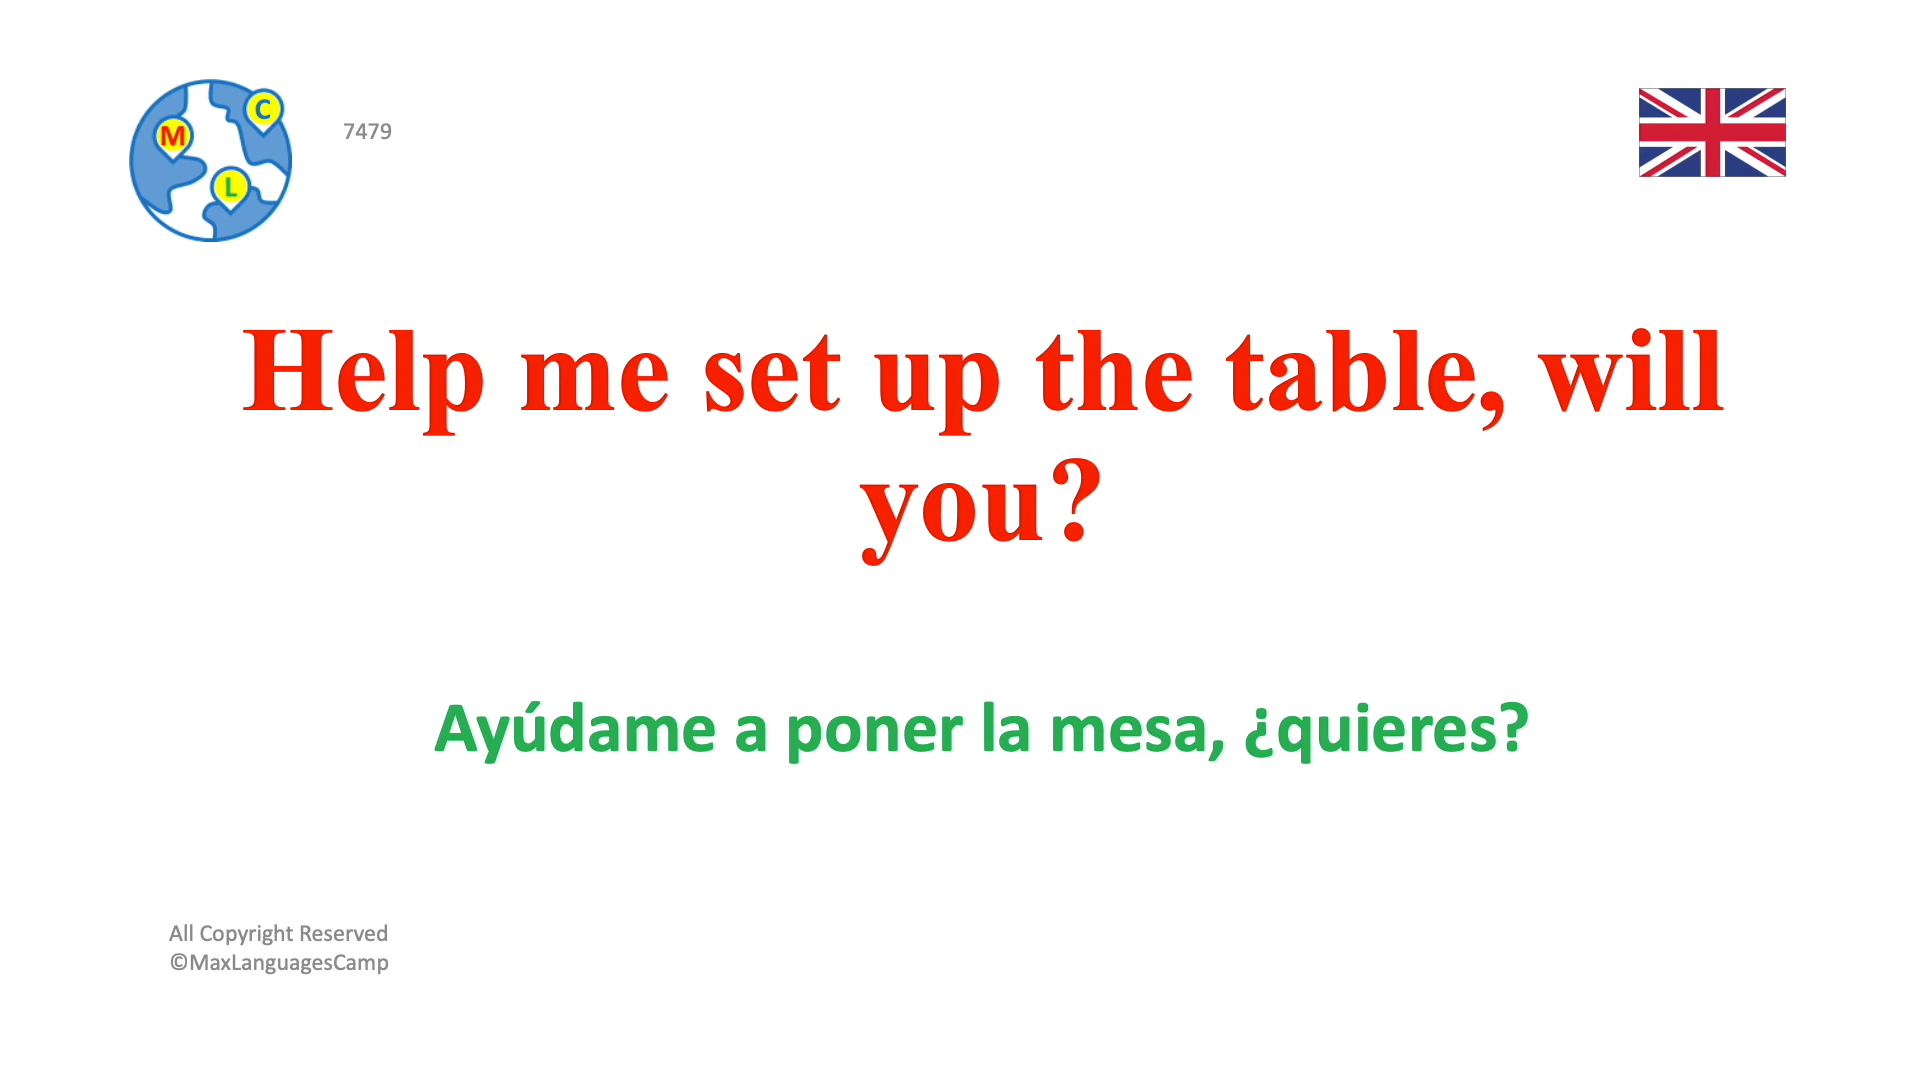 C
M
L
7479
Help me set up the table, will
you?
Ayúdame a poner la mesa, ¿quieres?
All Copyright Reserved
©MaxLanguagesCamp